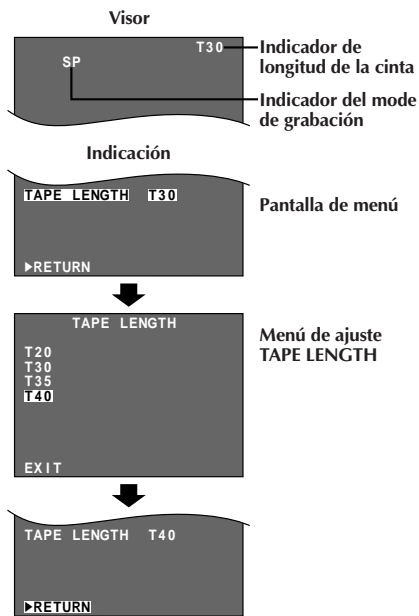 Visor
T30
SP
Indicador de
longitud de la cinta
Indicador del mode
de grabación
Indicación
TAPE LENGTH T30
▶RETURN
Pantalla de menú
TAPE LENGTH
T20
T30
T35
T40
EXIT
Menú de ajuste
TAPE LENGTH
TAPE LENGTH T40
▶RETURN